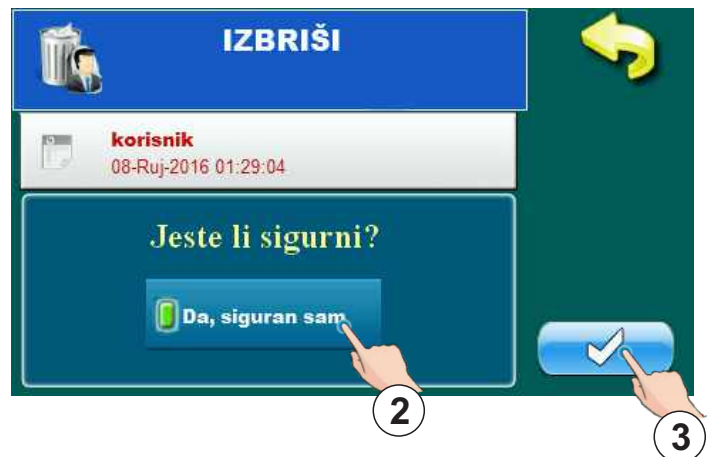 IZBRIŠI
korisnik
08-Ruj-2016 01:29:04
Jeste li sigurni?
Da, siguran sam
2
3